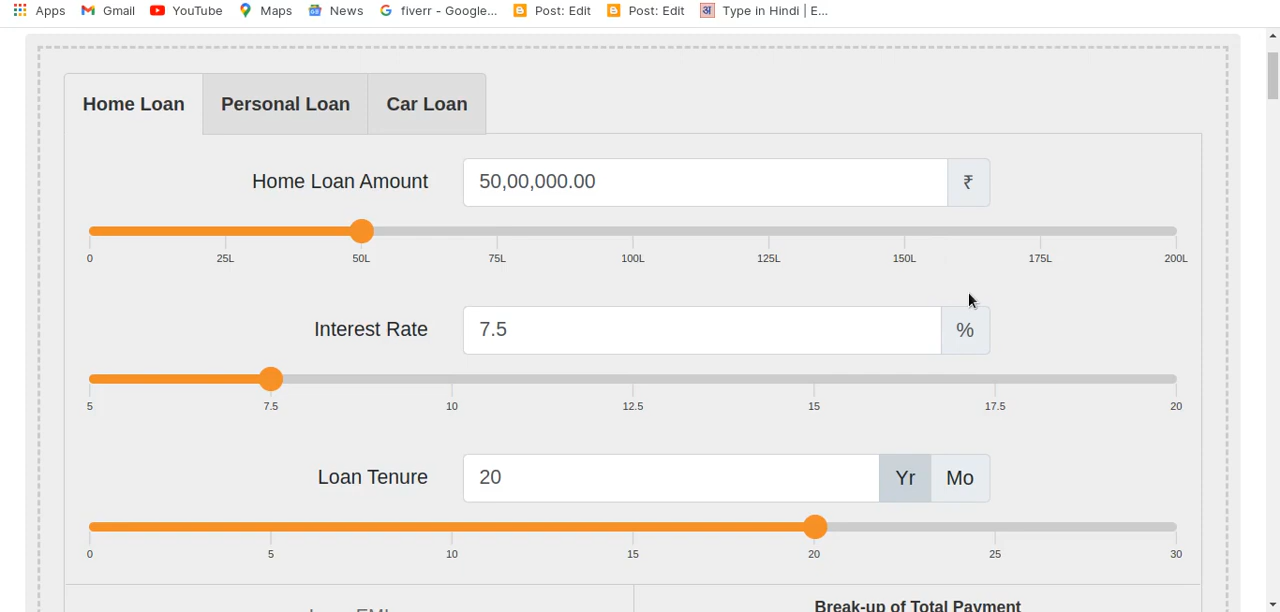 Apps Gmail YouTube Maps News fiverr - Google... Post: Edit Post: Edit अ Type in Hindi | E...
Home Loan Personal Loan Car Loan
Home Loan Amount 50,00,000.00 ₹
0 25L 50L 75L 100L 125L 150L 175L 200L
Interest Rate 7.5 %
5 7.5 10 12.5 15 17.5 20
Loan Tenure 20 Yr Mo
0 5 10 15 20 25 30
Break-up of Total Payment